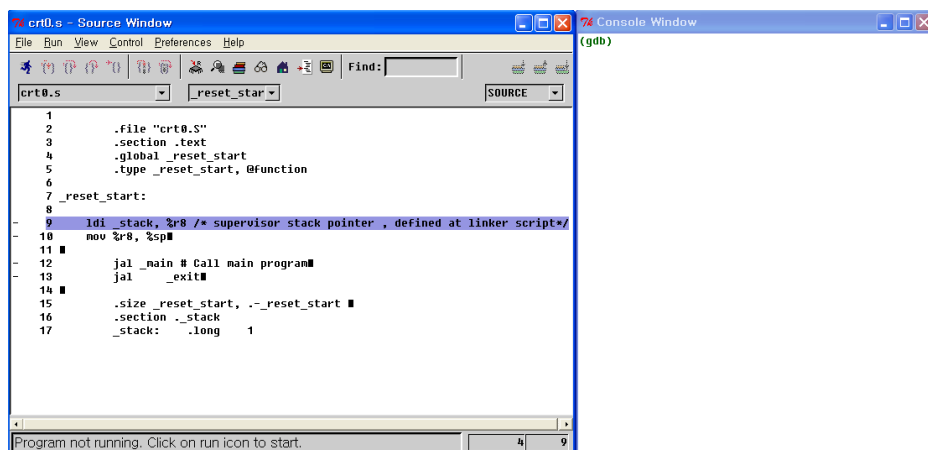 crt0.s - Source Window
File Run View Control Preferences Help
Find:
crt0.s _reset_star SOURCE
1
2 .file "crt0.S"
3 .section .text
4 .global _reset_start
5 .type _reset_start, @function
6
7 _reset_start:
8
- 9 ldi _stack, %r8 /* supervisor stack pointer , defined at linker script*/
- 10 mov %r8, %sp
11
- 12 jal _main # Call main program
- 13 jal _exit
14
15 .size _reset_start, .-_reset_start
16 .section ._stack
17 _stack: .long 1
Program not running. Click on run icon to start. 4 9
Console Window
(gdb)